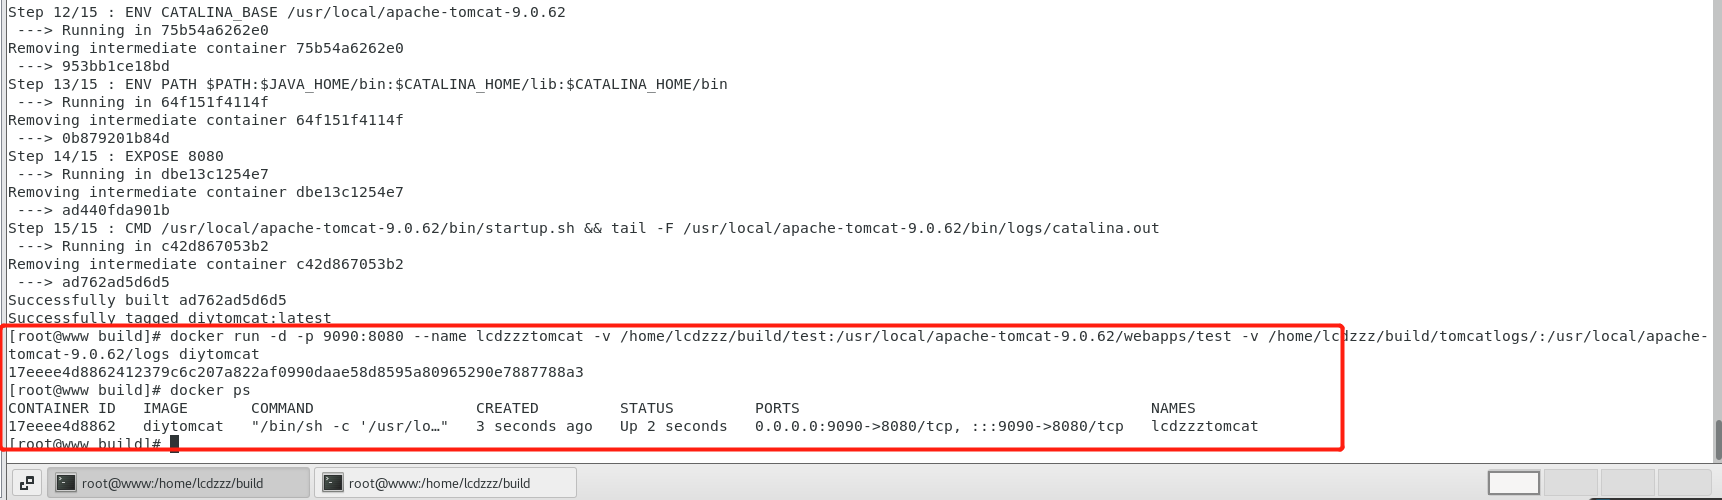 Step 12/15 : ENV CATALINA_BASE /usr/local/apache-tomcat-9.0.62
 ---> Running in 75b54a6262e0
Removing intermediate container 75b54a6262e0
 ---> 953bb1ce18bd
Step 13/15 : ENV PATH $PATH:$JAVA_HOME/bin:$CATALINA_HOME/lib:$CATALINA_HOME/bin
 ---> Running in 64f151f4114f
Removing intermediate container 64f151f4114f
 ---> 0b879201b84d
Step 14/15 : EXPOSE 8080
 ---> Running in dbe13c1254e7
Removing intermediate container dbe13c1254e7
 ---> ad440fda901b
Step 15/15 : CMD /usr/local/apache-tomcat-9.0.62/bin/startup.sh && tail -F /usr/local/apache-tomcat-9.0.62/bin/logs/catalina.out
 ---> Running in c42d867053b2
Removing intermediate container c42d867053b2
 ---> ad762ad5d6d5
Successfully built ad762ad5d6d5
Successfully tagged diytomcat:latest
[root@www build]# docker run -d -p 9090:8080 --name lcdzzztomcat -v /home/lcdzzz/build/test:/usr/local/apache-tomcat-9.0.62/webapps/test -v /home/lcdzzz/build/tomcatlogs/:/usr/local/apache-
tomcat-9.0.62/logs diytomcat
17eeee4d8862412379c6c207a822af0990daae58d8595a80965290e7887788a3
[root@www build]# docker ps
CONTAINER ID   IMAGE       COMMAND                  CREATED         STATUS         PORTS                                       NAMES
17eeee4d8862   diytomcat   "/bin/sh -c '/usr/lo…"   3 seconds ago   Up 2 seconds   0.0.0.0:9090->8080/tcp, :::9090->8080/tcp   lcdzzztomcat
[root@www build]#
root@www:/home/lcdzzz/build
root@www:/home/lcdzzz/build